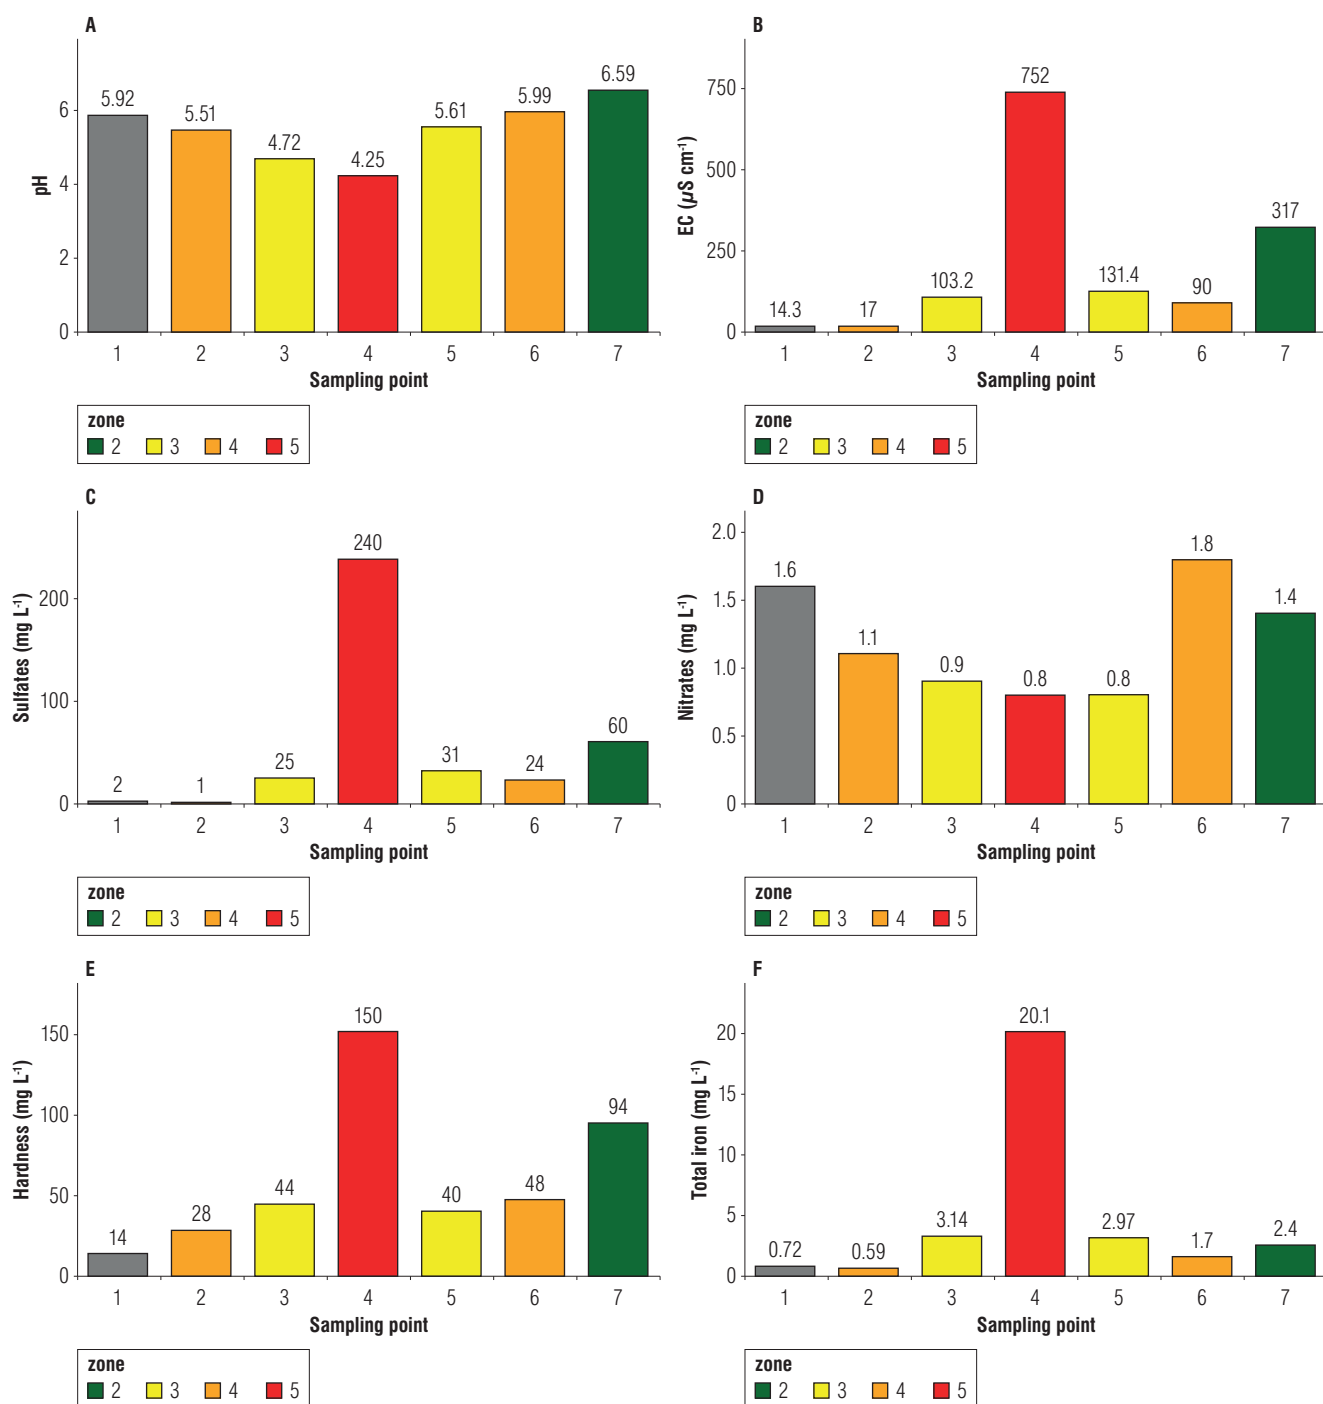 A
pH
6
4
2
0
5.92
5.51
4.72
4.25
5.61
5.99
6.59
1 2 3 4 5 6 7
Sampling point
zone
2 3 4 5
B
EC (µS cm⁻¹)
750
500
250
0
14.3
17
103.2
752
131.4
90
317
1 2 3 4 5 6 7
Sampling point
zone
2 3 4 5
C
Sulfates (mg L⁻¹)
200
100
0
2
1
25
240
31
24
60
1 2 3 4 5 6 7
Sampling point
zone
2 3 4 5
D
Nitrates (mg L⁻¹)
2.0
1.5
1.0
0.5
0
1.6
1.1
0.9
0.8
0.8
1.8
1.4
1 2 3 4 5 6 7
Sampling point
zone
2 3 4 5
E
Hardness (mg L⁻¹)
150
100
50
0
14
28
44
150
40
48
94
1 2 3 4 5 6 7
Sampling point
zone
2 3 4 5
F
Total iron (mg L⁻¹)
20
15
10
5
0
0.72
0.59
3.14
20.1
2.97
1.7
2.4
1 2 3 4 5 6 7
Sampling point
zone
2 3 4 5